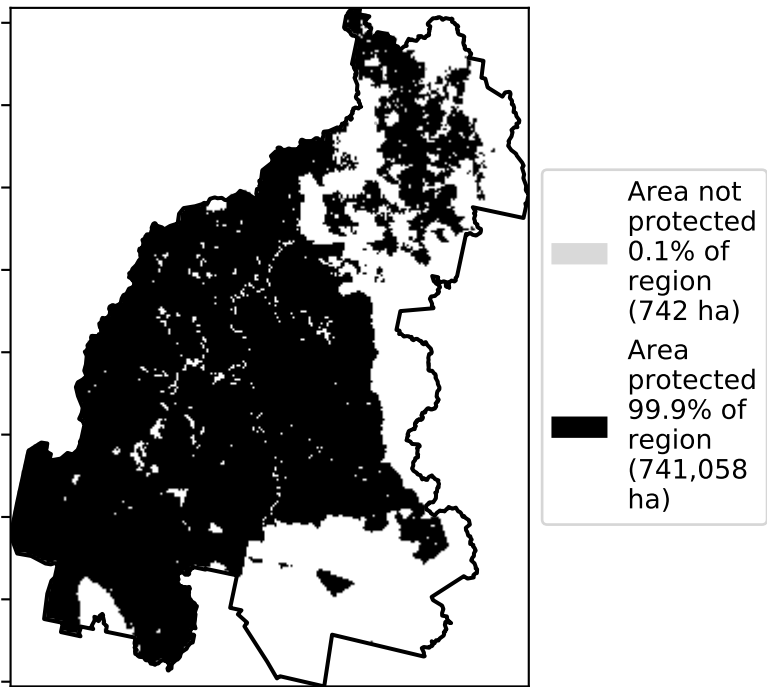 Area not
protected
0.1% of
region
(742 ha)
Area
protected
99.9% of
region
(741,058
ha)